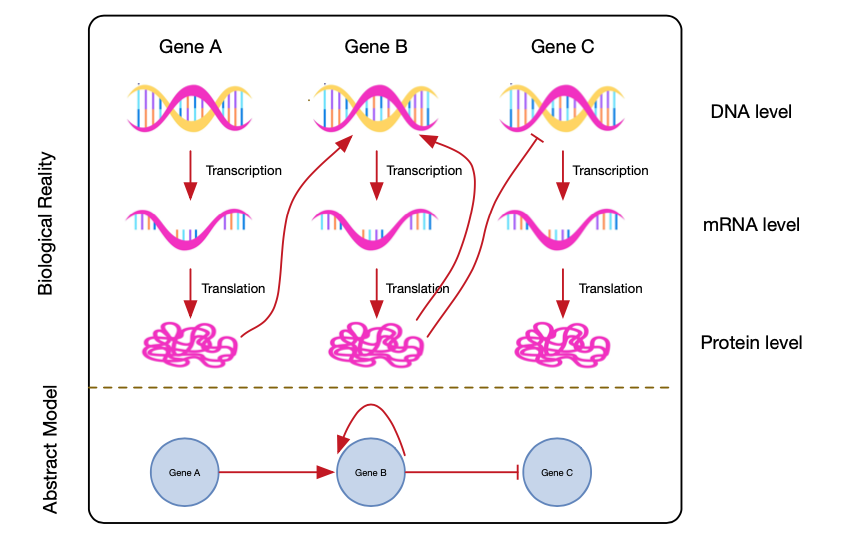 Gene A
Gene B
Gene C
DNA level
Transcription
Transcription
Transcription
mRNA level
Biological Reality
Translation
Translation
Translation
Protein level
Abstract Model
Gene A
Gene B
Gene C